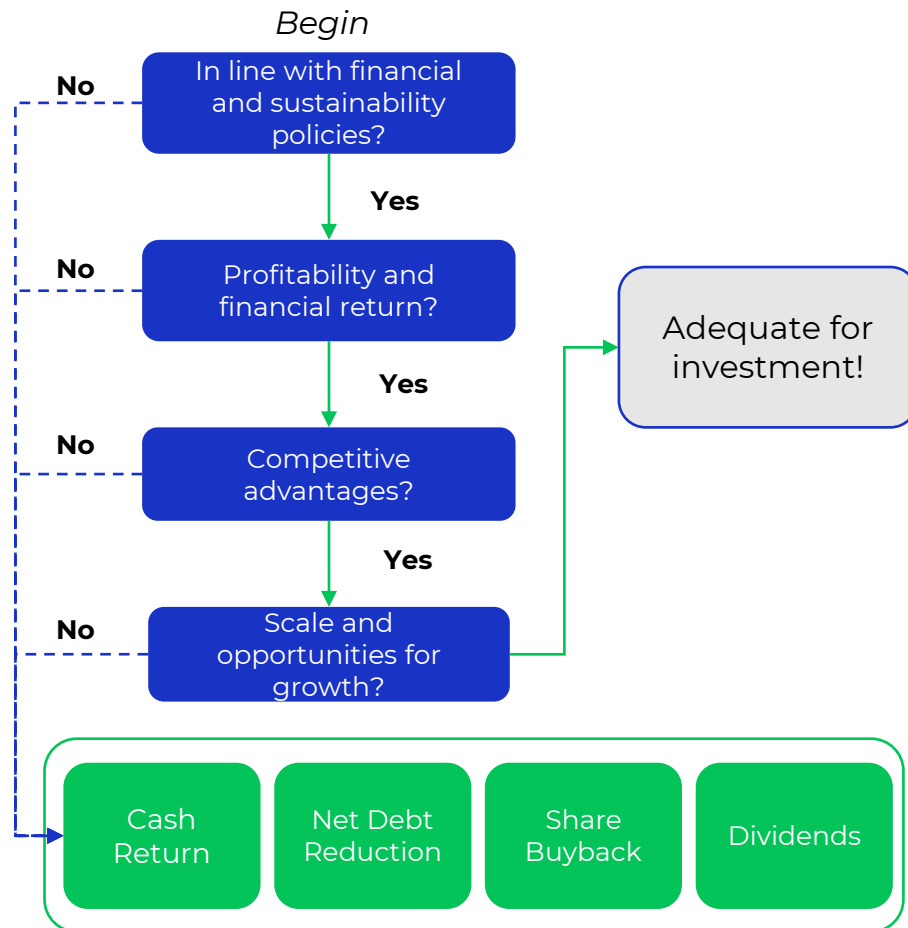 Begin
No
In line with financial
and sustainability
policies?
Yes
No
Profitability and
financial return?
Adequate for
investment!
Yes
No
Competitive
advantages?
Yes
No
Scale and
opportunities for
growth?
Cash
Return
Net Debt
Reduction
Share
Buyback
Dividends